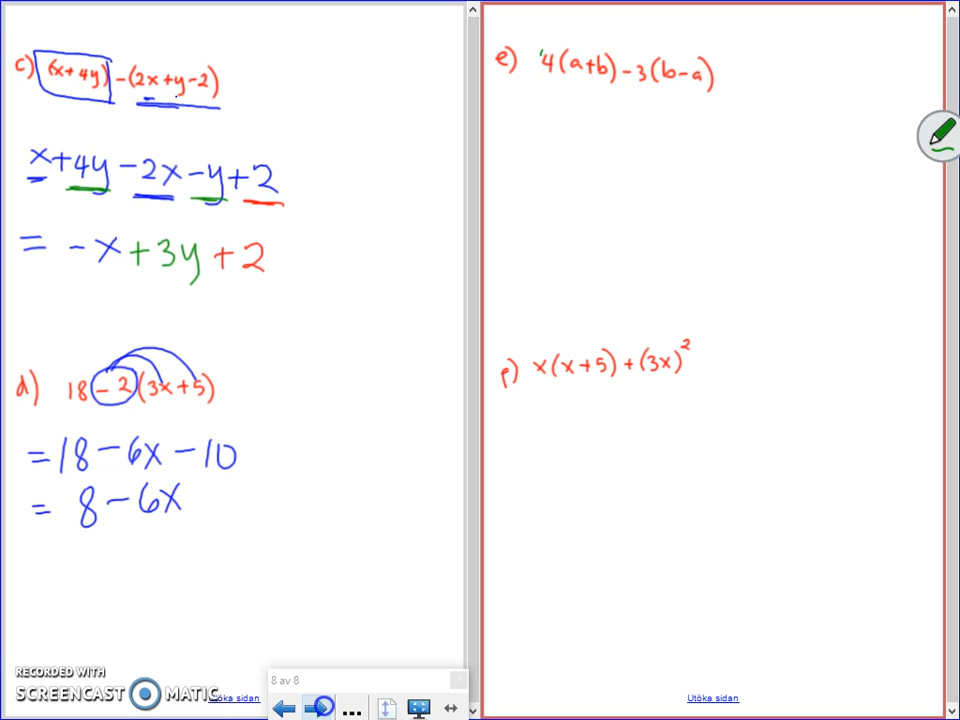 c) (x+4y) -(2x+y-2)
x+4y -2x -y+2
= -x +3y +2
d) 18 -2(3x+5)
= 18 - 6x - 10
= 8 - 6x
RECORDED WITH
SCREENCAST MATIC
Utöka sidan
8 av 8
e) 4(a+b) -3(b-a)
f) x(x+5) + (3x)²
Utöka sidan